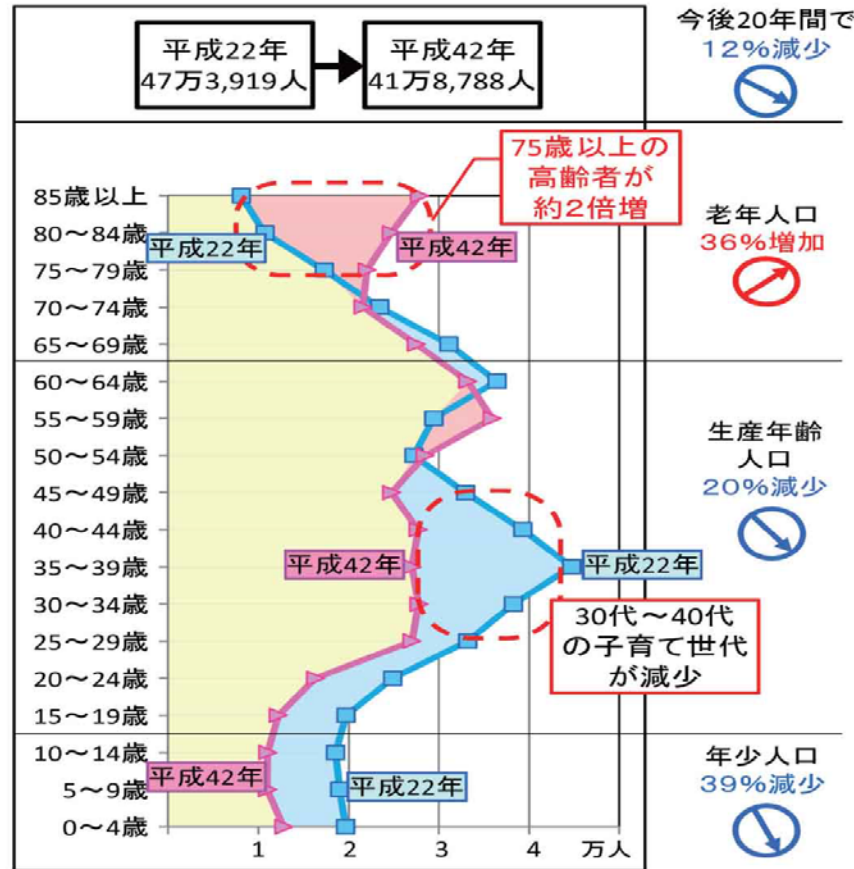 平成22年
47万3,919人
平成42年
41万8,788人
今後20年間で
12%減少
75歳以上の
高齢者が
約2倍増
85歳以上
80～84歳
75～79歳
70～74歳
65～69歳
60～64歳
55～59歳
50～54歳
45～49歳
40～44歳
35～39歳
30～34歳
25～29歳
20～24歳
15～19歳
10～14歳
5～9歳
0～4歳
平成22年
平成42年
老年人口
36%増加
生産年齢
人口
20%減少
平成42年
平成22年
30代～40代
の子育て世代
が減少
平成42年
平成22年
年少人口
39%減少
1
2
3
4
万人